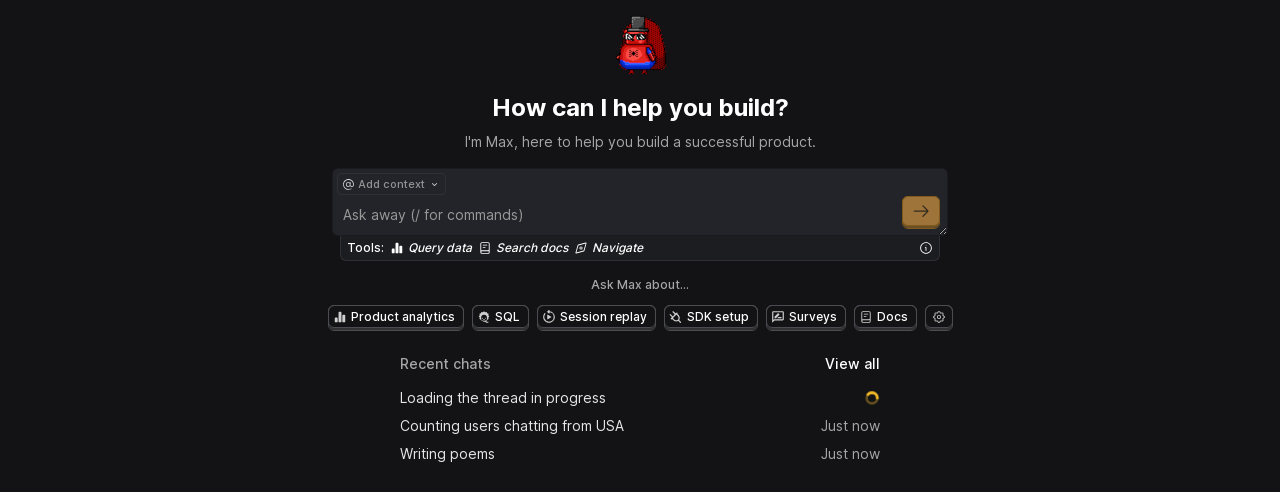 How can I help you build?
I'm Max, here to help you build a successful product.
@ Add context
Ask away (/ for commands)
Tools: Query data Search docs Navigate
Ask Max about...
Product analytics SQL Session replay SDK setup Surveys Docs
Recent chats View all
Loading the thread in progress
Counting users chatting from USA Just now
Writing poems Just now